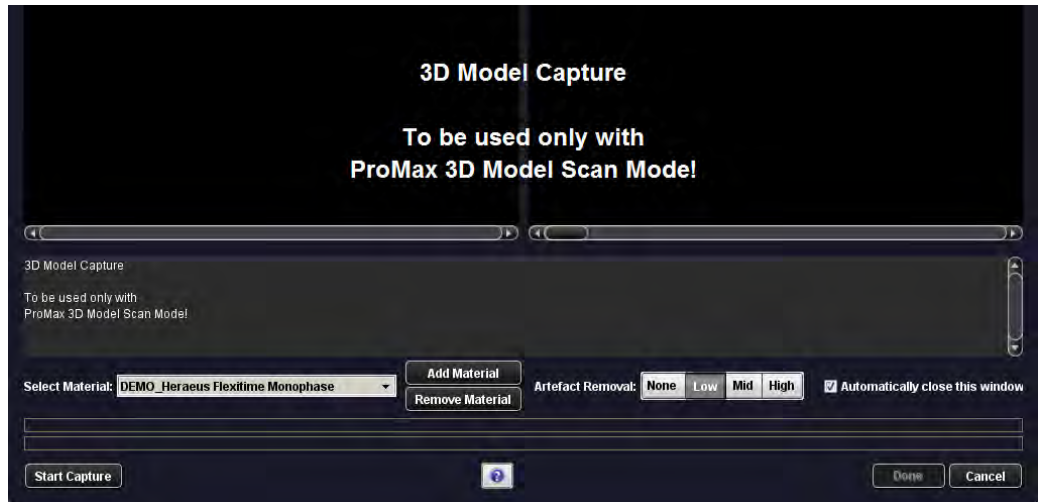 3D Model Capture
To be used only with
ProMax 3D Model Scan Mode!
3D Model Capture
To be used only with
ProMax 3D Model Scan Mode!
Select Material: DEMO_Heraeus Flexitime Monophase
Add Material
Remove Material
Artefact Removal: None Low Mid High
Automatically close this window
Start Capture
?
Done
Cancel